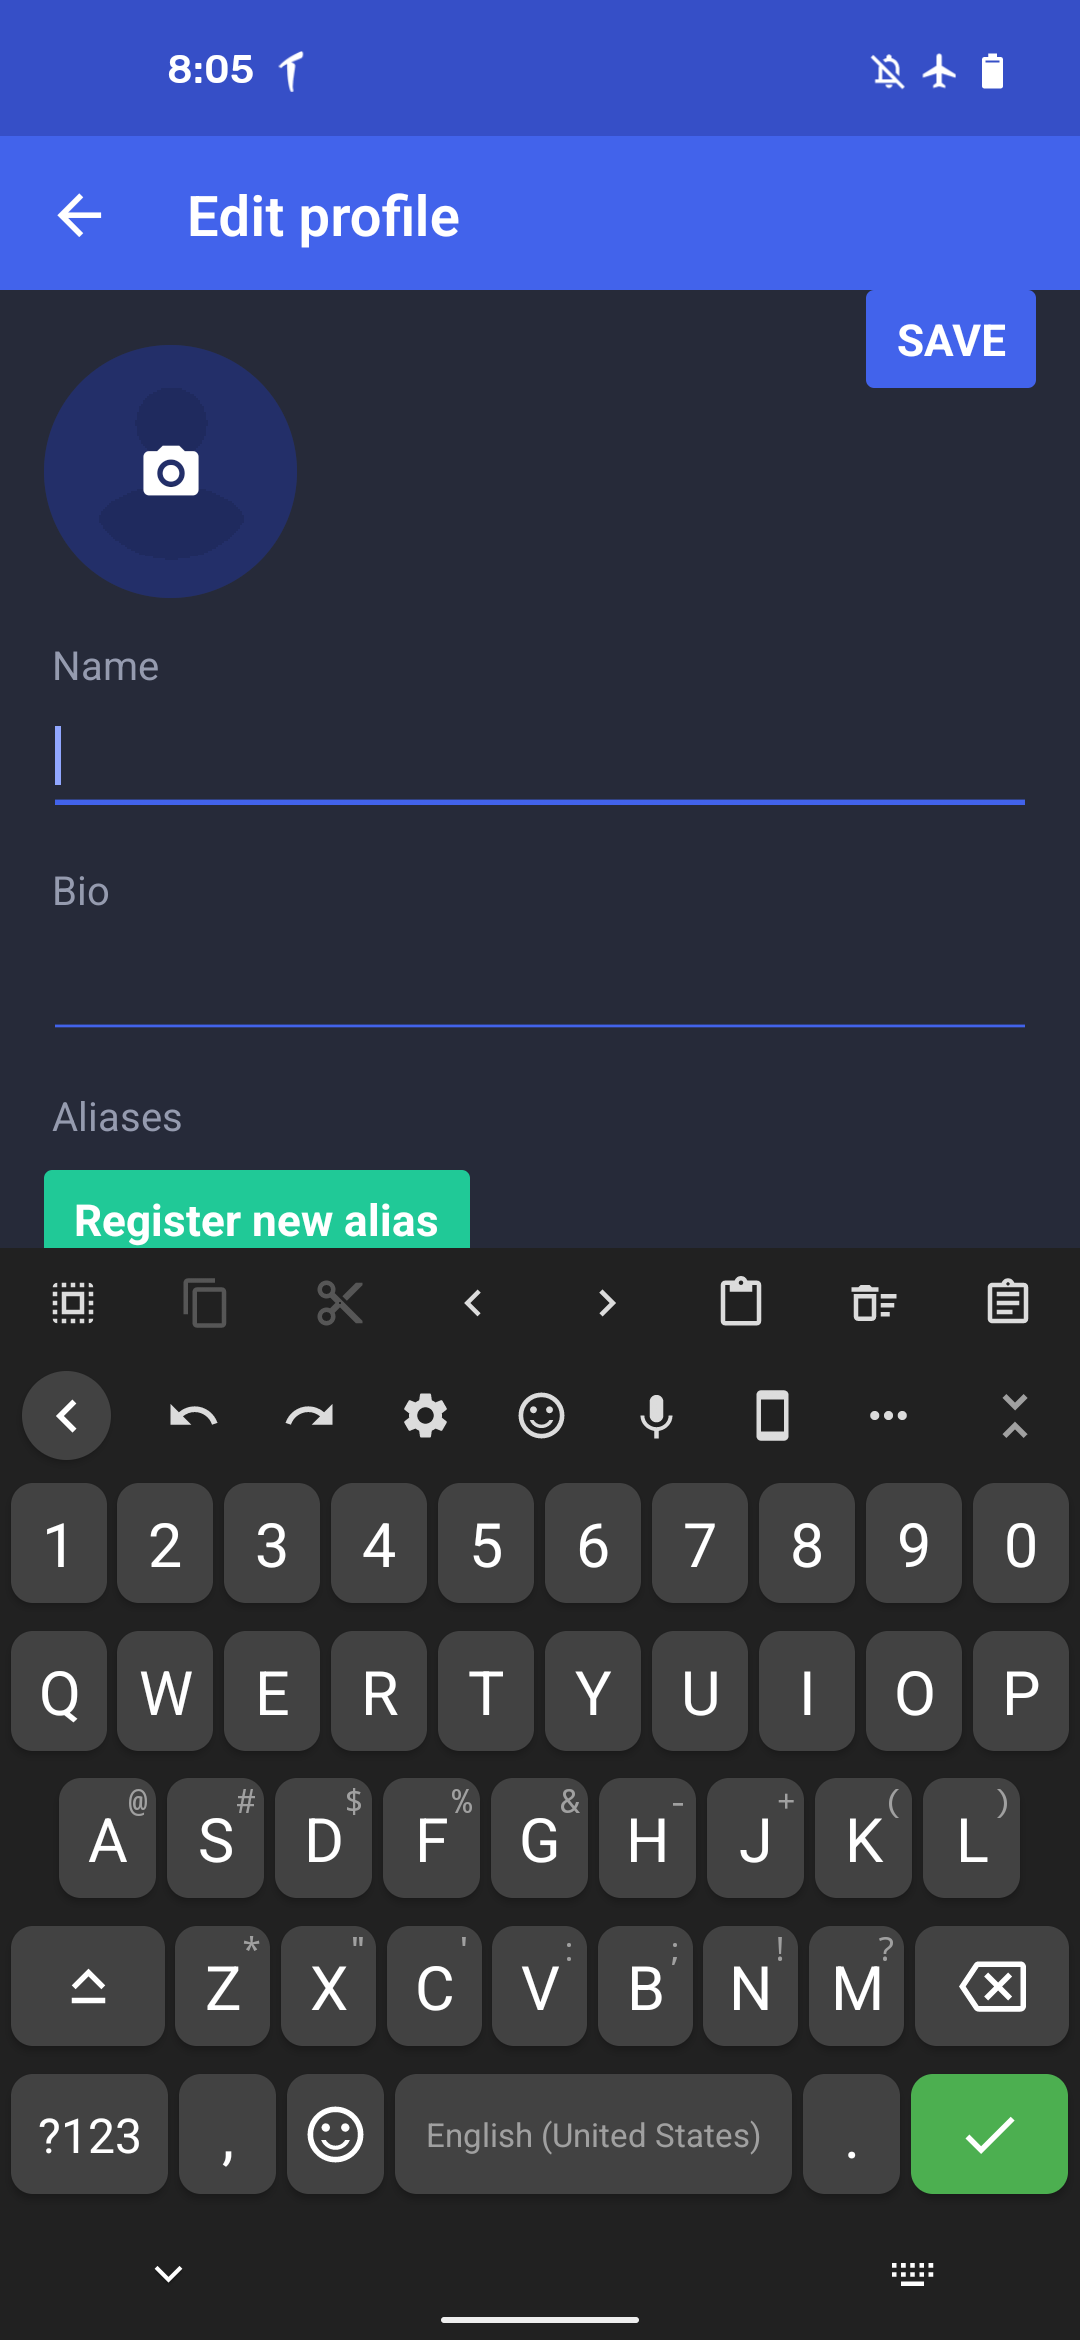 8:05
Edit profile
SAVE
Name
Bio
Aliases
Register new alias
1 2 3 4 5 6 7 8 9 0
Q W E R T Y U I O P
@ # $ % & - + ( )
A S D F G H J K L
* " ' : ; ! ?
Z X C V B N M
?123 , English (United States) .